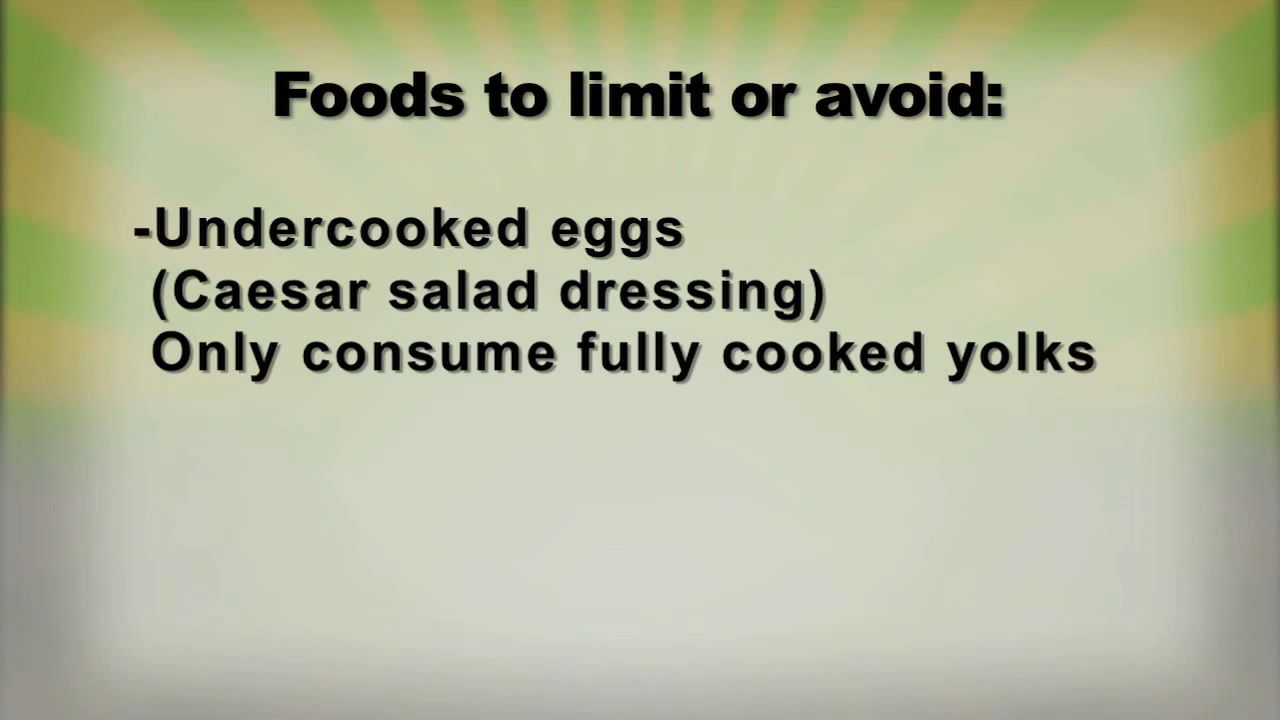 Foods to limit or avoid:
-Undercooked eggs
(Caesar salad dressing)
Only consume fully cooked yolks